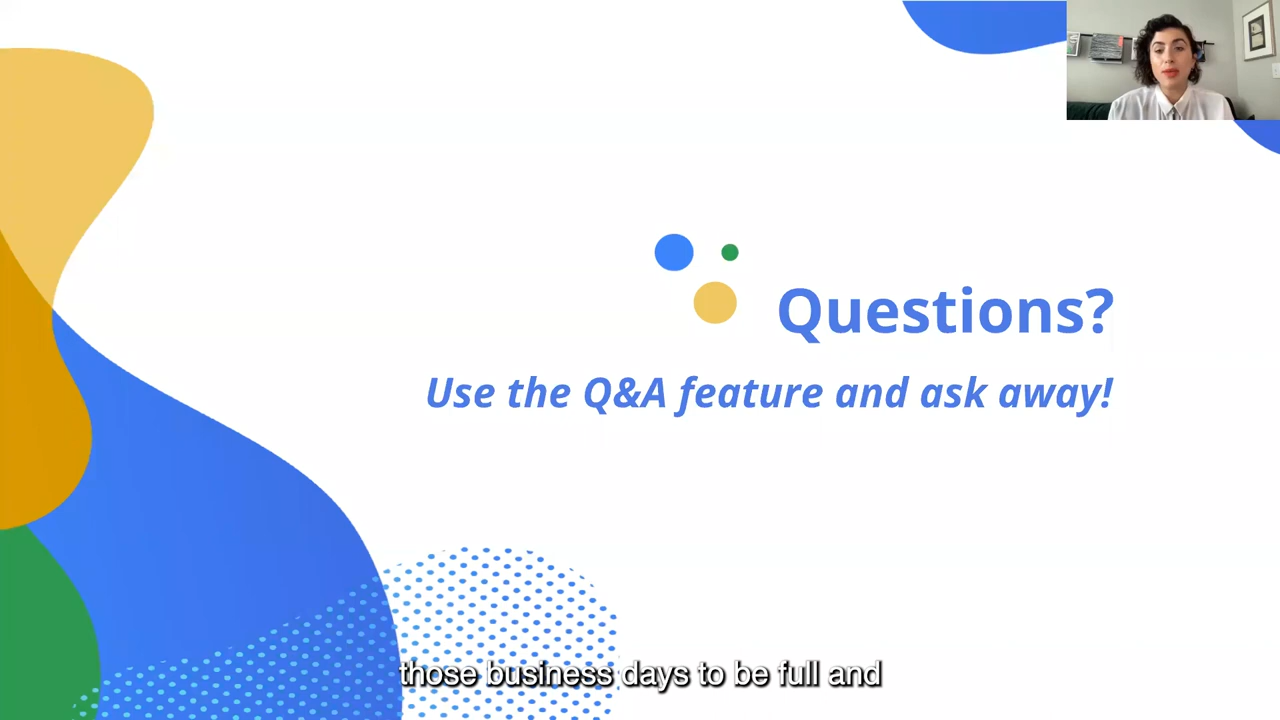 Questions?
Use the Q&A feature and ask away!
those business days to be full and